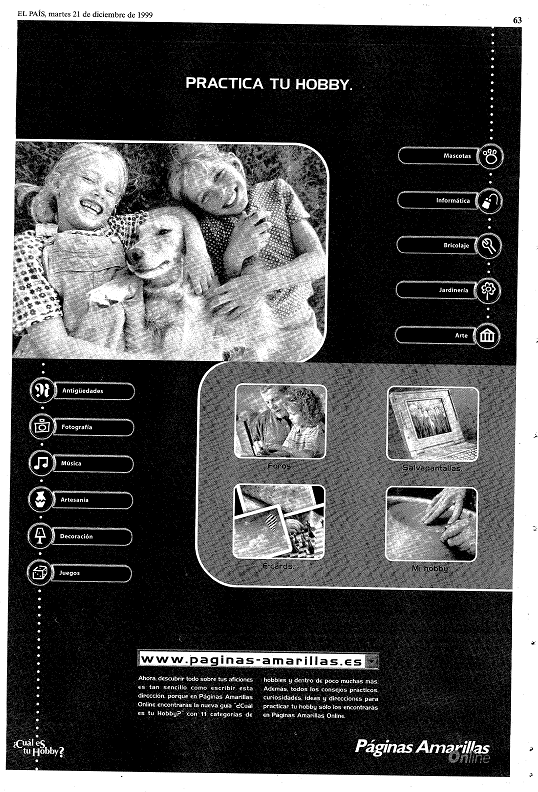 EL PAÍS, martes 21 de diciembre de 1999
63
PRACTICA TU HOBBY.
Mascotas
Informática
Bricolaje
Jardinería
Arte
Antigüedades
Fotografía
Música
Artesanía
Decoración
Juegos
Foros
Salvapantallas
E-cards
Mi hobby
www.paginas-amarillas.es
Ahora, descubrir todo sobre tus aficiones
es tan sencillo como escribir esta
dirección, porque en Páginas Amarillas
Online encontrarás la nueva guía "¿Cuál
es tu Hobby?" con 11 categorías de
hobbies y dentro de poco muchas más.
Además, todos los consejos prácticos,
curiosidades, ideas y direcciones para
practicar tu hobby sólo los encontrarás
en Páginas Amarillas Online.
¿Cuál es
tu Hobby?
Páginas Amarillas
Online